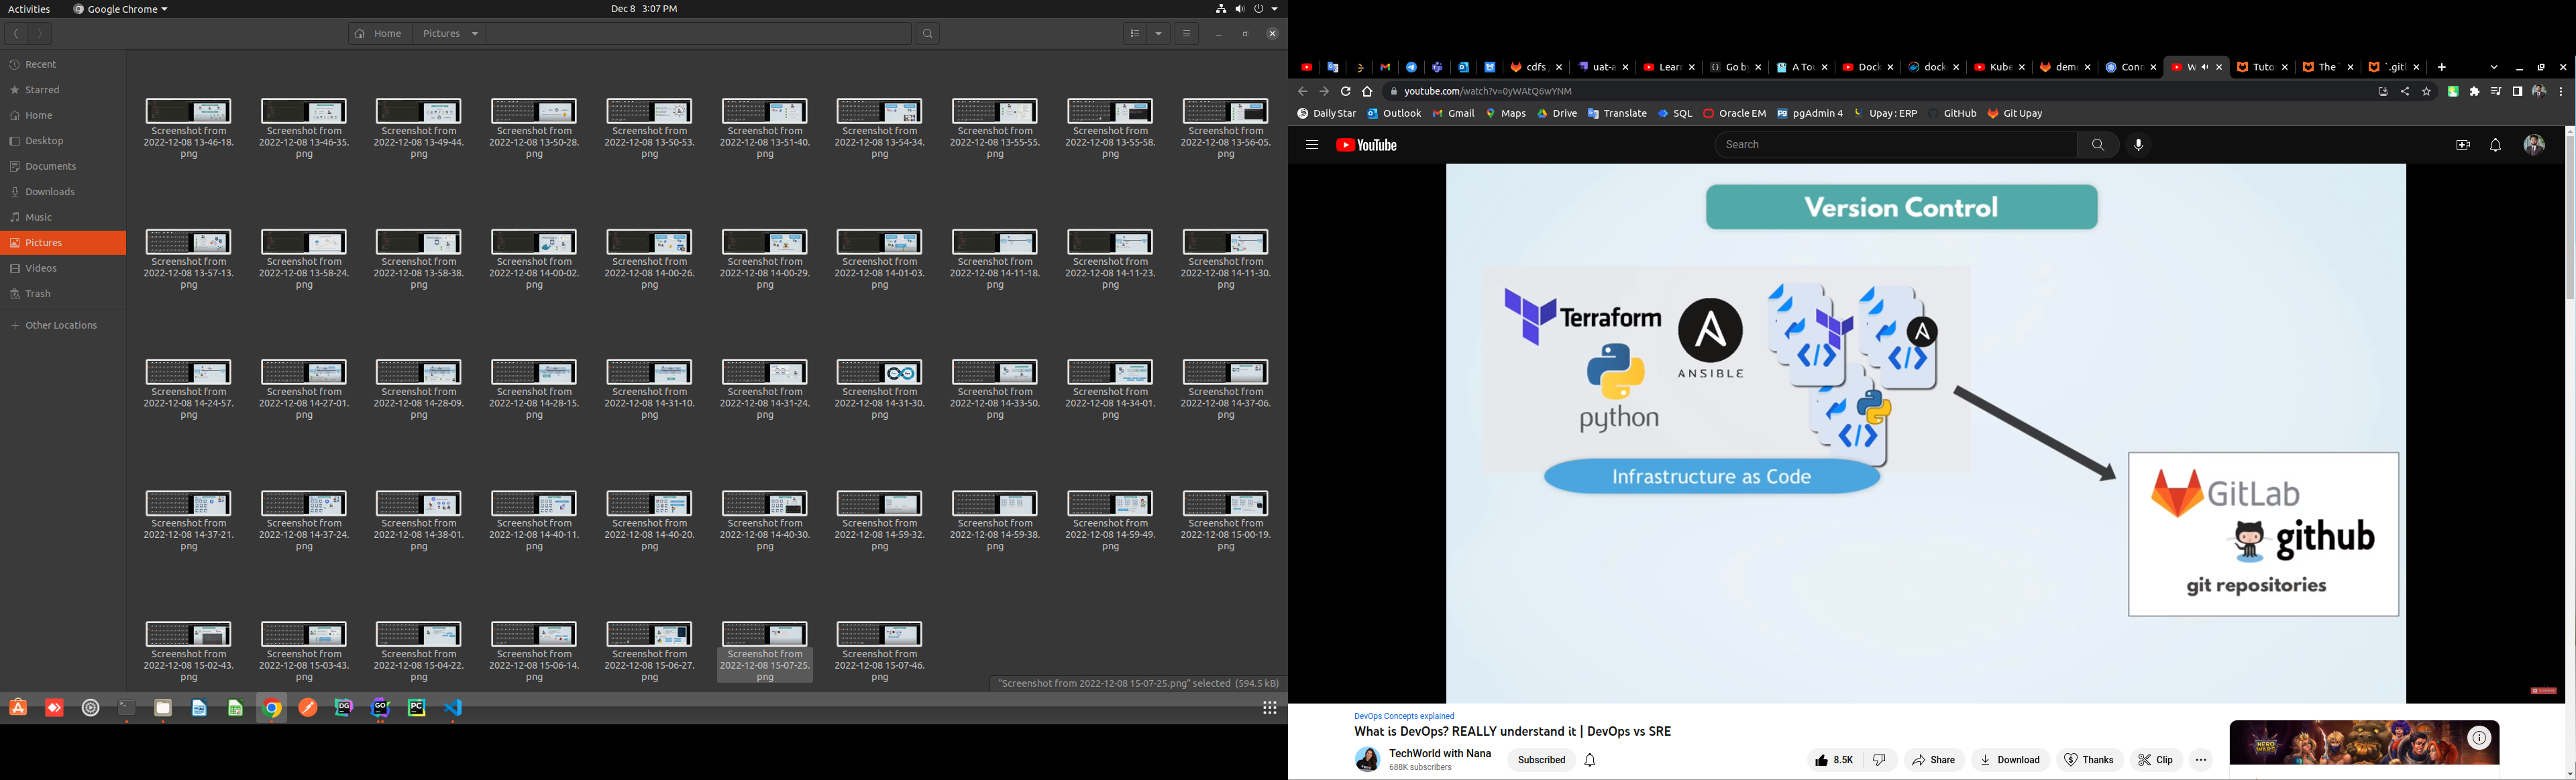 Activities
Google Chrome
Dec 8 3:07 PM
Home
Pictures
Recent
Starred
Home
Desktop
Documents
Downloads
Music
Pictures
Videos
Trash
Other Locations
Screenshot from 2022-12-08 13-46-18.png
Screenshot from 2022-12-08 13-46-35.png
Screenshot from 2022-12-08 13-49-44.png
Screenshot from 2022-12-08 13-50-28.png
Screenshot from 2022-12-08 13-50-53.png
Screenshot from 2022-12-08 13-51-40.png
Screenshot from 2022-12-08 13-54-34.png
Screenshot from 2022-12-08 13-55-55.png
Screenshot from 2022-12-08 13-55-58.png
Screenshot from 2022-12-08 13-56-05.png
Screenshot from 2022-12-08 13-57-13.png
Screenshot from 2022-12-08 13-58-24.png
Screenshot from 2022-12-08 13-58-38.png
Screenshot from 2022-12-08 14-00-02.png
Screenshot from 2022-12-08 14-00-26.png
Screenshot from 2022-12-08 14-00-29.png
Screenshot from 2022-12-08 14-01-03.png
Screenshot from 2022-12-08 14-11-18.png
Screenshot from 2022-12-08 14-11-23.png
Screenshot from 2022-12-08 14-11-30.png
Screenshot from 2022-12-08 14-24-57.png
Screenshot from 2022-12-08 14-27-01.png
Screenshot from 2022-12-08 14-28-09.png
Screenshot from 2022-12-08 14-28-15.png
Screenshot from 2022-12-08 14-31-10.png
Screenshot from 2022-12-08 14-31-24.png
Screenshot from 2022-12-08 14-31-30.png
Screenshot from 2022-12-08 14-33-50.png
Screenshot from 2022-12-08 14-34-01.png
Screenshot from 2022-12-08 14-37-06.png
Screenshot from 2022-12-08 14-37-21.png
Screenshot from 2022-12-08 14-37-24.png
Screenshot from 2022-12-08 14-38-01.png
Screenshot from 2022-12-08 14-40-11.png
Screenshot from 2022-12-08 14-40-20.png
Screenshot from 2022-12-08 14-40-30.png
Screenshot from 2022-12-08 14-59-32.png
Screenshot from 2022-12-08 14-59-38.png
Screenshot from 2022-12-08 14-59-49.png
Screenshot from 2022-12-08 15-00-19.png
Screenshot from 2022-12-08 15-02-43.png
Screenshot from 2022-12-08 15-03-43.png
Screenshot from 2022-12-08 15-04-22.png
Screenshot from 2022-12-08 15-06-14.png
Screenshot from 2022-12-08 15-06-27.png
Screenshot from 2022-12-08 15-07-25.png
Screenshot from 2022-12-08 15-07-46.png
"Screenshot from 2022-12-08 15-07-25.png" selected (594.5 kB)
DG GO PC
cdfs uat-a Lear Go by A Tou Dock dock Kube dem Conn W Tuto The '.gitl
youtube.com/watch?v=0yWAtQ6wYNM
Daily Star Outlook Gmail Maps Drive Translate SQL Oracle EM pgAdmin 4 Upay : ERP GitHub Git Upay
YouTube
Search
Version Control
Terraform
ANSIBLE
python
Infrastructure as Code
GitLab
github
git repositories
DevOps Concepts explained
What is DevOps? REALLY understand it | DevOps vs SRE
TechWorld with Nana
688K subscribers
Subscribed
8.5K
Share
Download
Thanks
Clip
HERO WARS